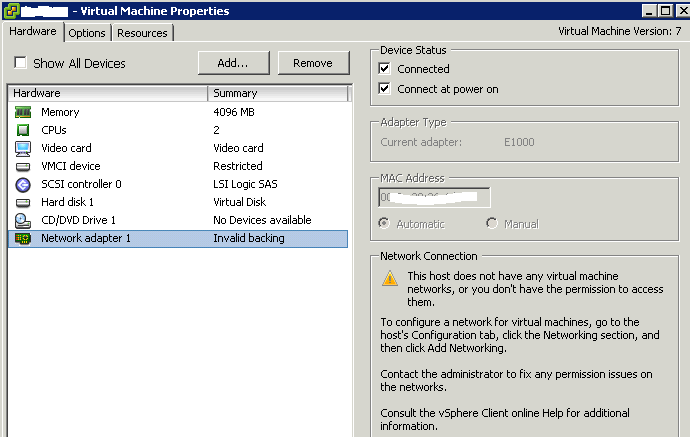 - Virtual Machine Properties
Hardware Options Resources Virtual Machine Version: 7
Show All Devices Add... Remove
Hardware Summary
Memory 4096 MB
CPUs 2
Video card Video card
VMCI device Restricted
SCSI controller 0 LSI Logic SAS
Hard disk 1 Virtual Disk
CD/DVD Drive 1 No Devices available
Network adapter 1 Invalid backing
Device Status
Connected
Connect at power on
Adapter Type
Current adapter: E1000
MAC Address
Automatic Manual
Network Connection
This host does not have any virtual machine
networks, or you don't have the permission to access
them.
To configure a network for virtual machines, go to the
host's Configuration tab, click the Networking section, and
then click Add Networking.
Contact the administrator to fix any permission issues on
the networks.
Consult the vSphere Client online Help for additional
information.